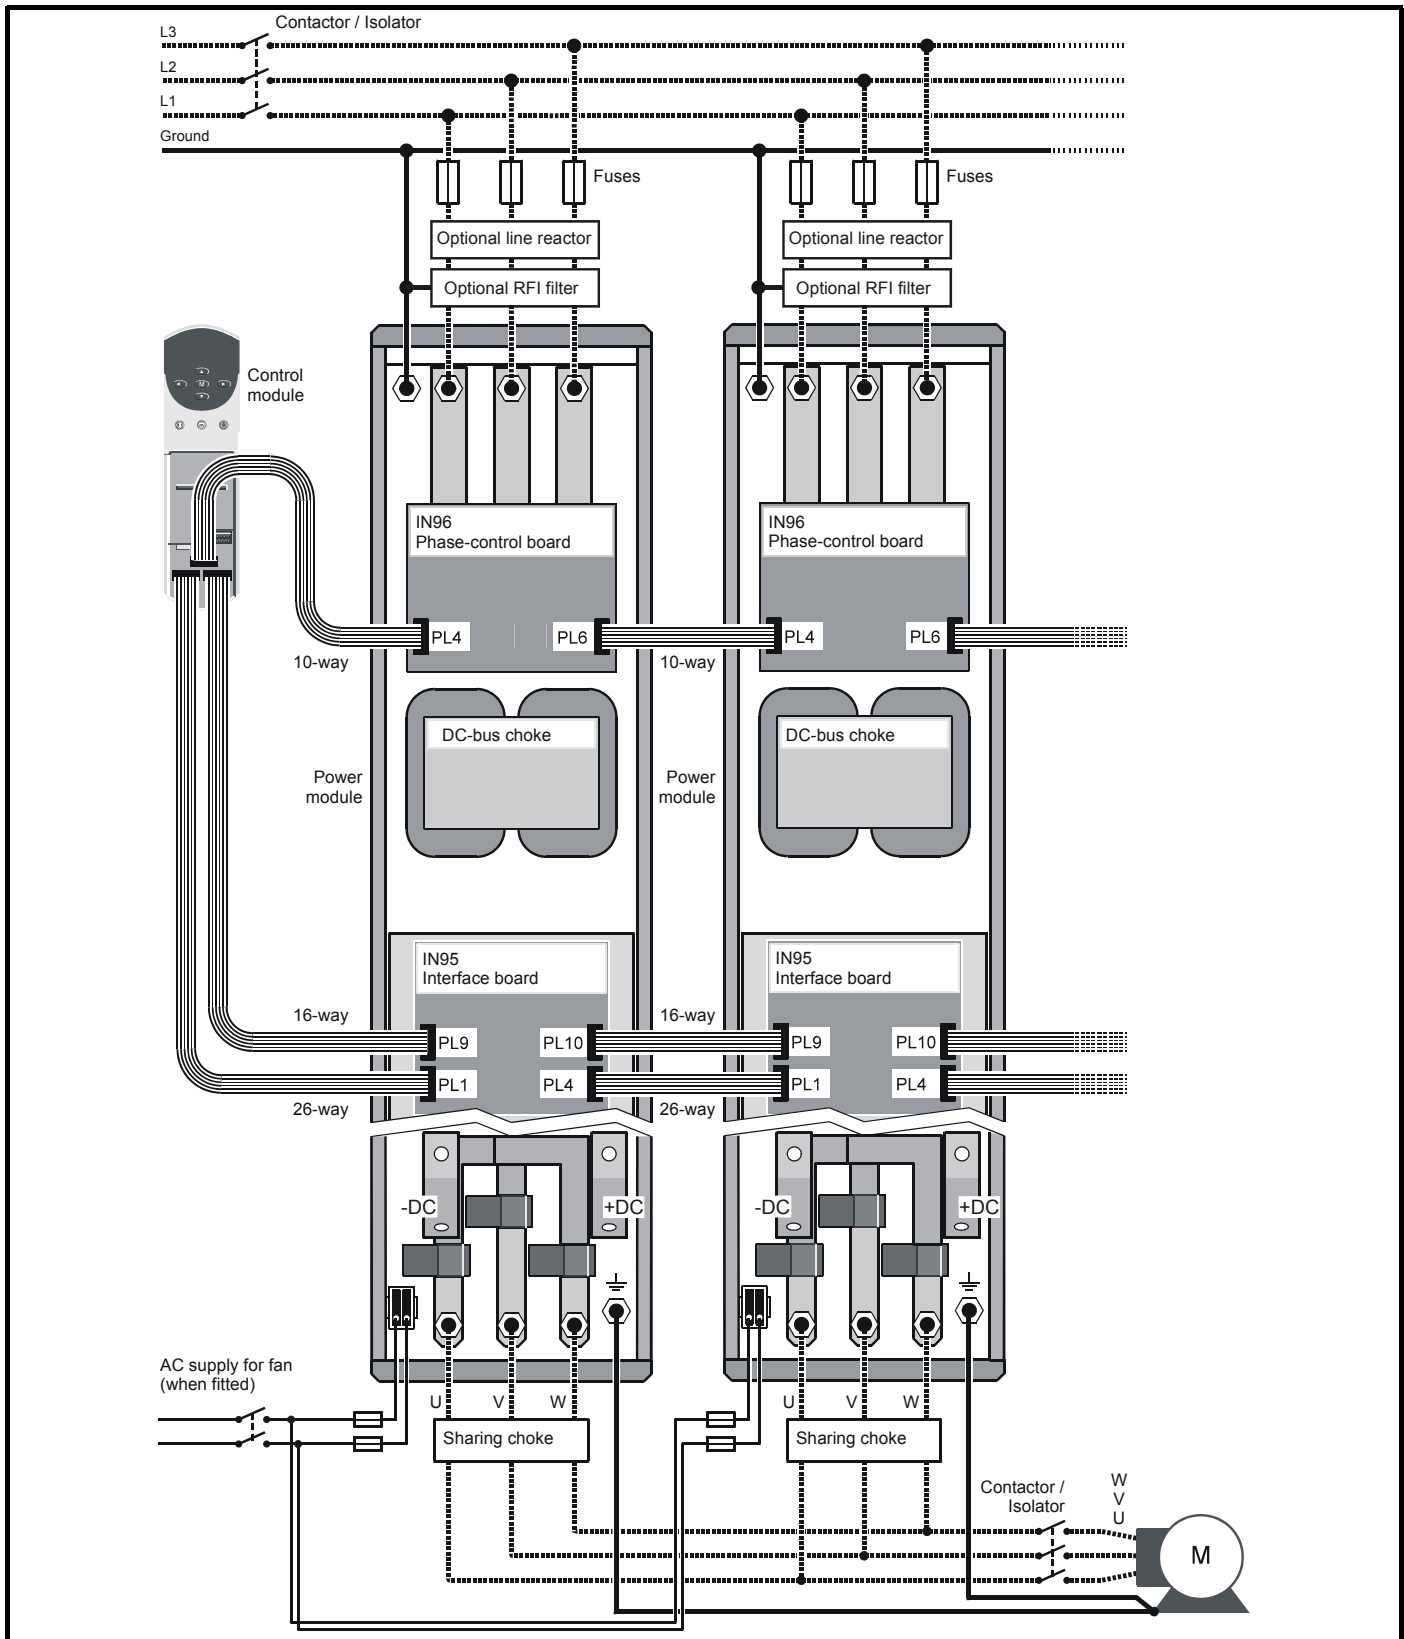 Contactor / Isolator
L3
L2
L1
Ground
Fuses
Fuses
Optional line reactor
Optional line reactor
Optional RFI filter
Optional RFI filter
Control
module
M
IN96
Phase-control board
IN96
Phase-control board
PL4
PL6
PL4
PL6
10-way
10-way
DC-bus choke
DC-bus choke
Power
module
Power
module
IN95
Interface board
IN95
Interface board
16-way
16-way
PL9
PL10
PL9
PL10
PL1
PL4
PL1
PL4
26-way
26-way
-DC
+DC
-DC
+DC
AC supply for fan
(when fitted)
U
V
W
U
V
W
Sharing choke
Sharing choke
Contactor /
Isolator
W
V
U
M